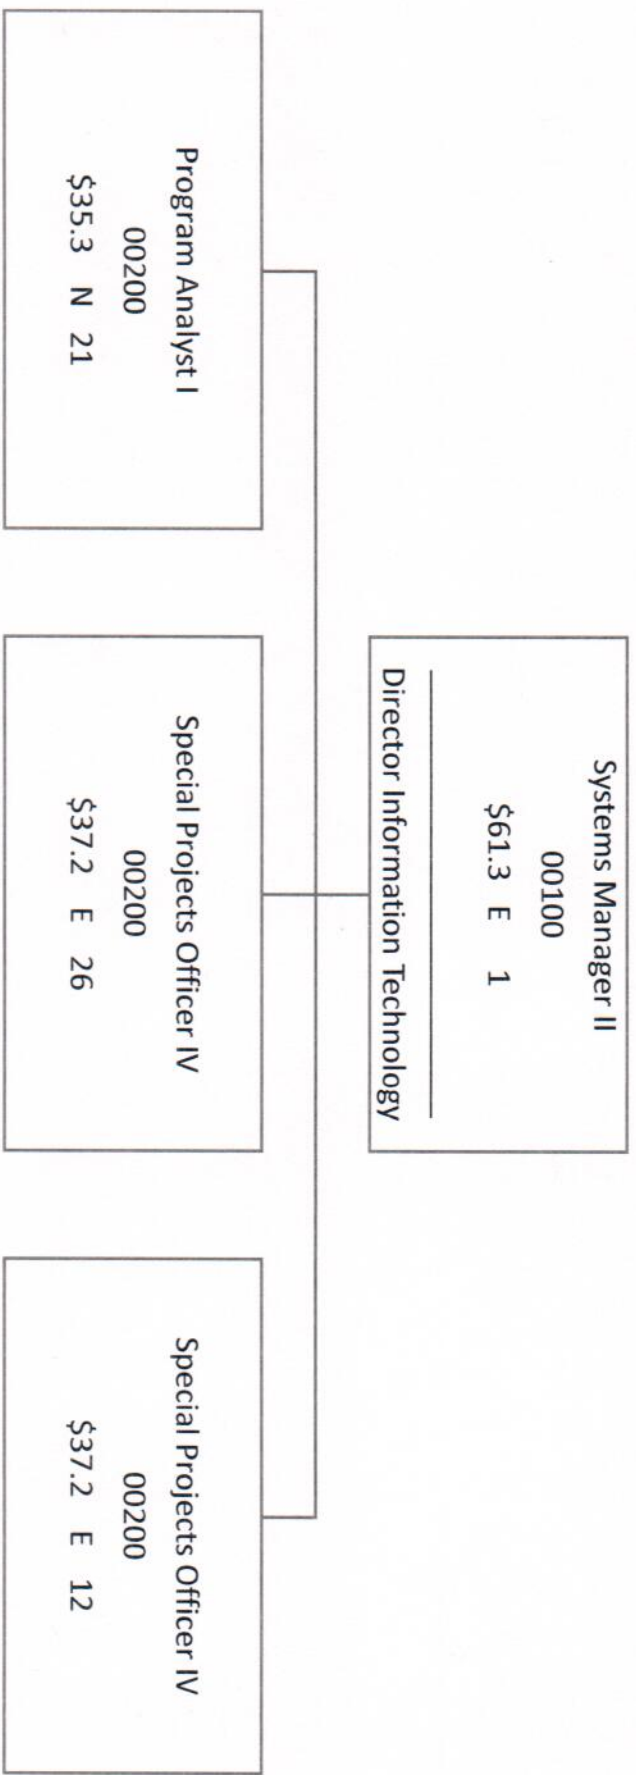 Systems Manager II
00100
$61.3 E 1
Director Information Technology
Program Analyst I
00200
$35.3 N 21
Special Projects Officer IV
00200
$37.2 E 26
Special Projects Officer IV
00200
$37.2 E 12